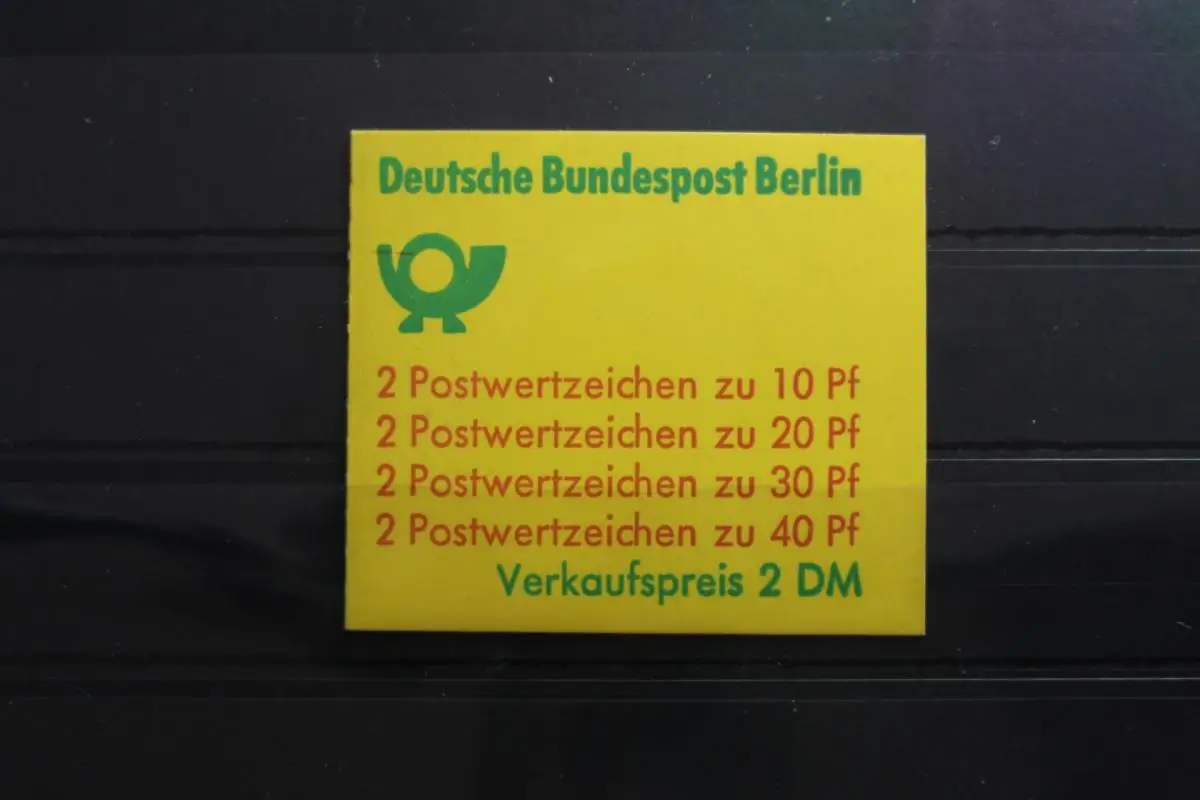 Deutsche Bundespost Berlin
2 Postwertzeichen zu 10 Pf
2 Postwertzeichen zu 20 Pf
2 Postwertzeichen zu 30 Pf
2 Postwertzeichen zu 40 Pf
Verkaufspreis 2 DM